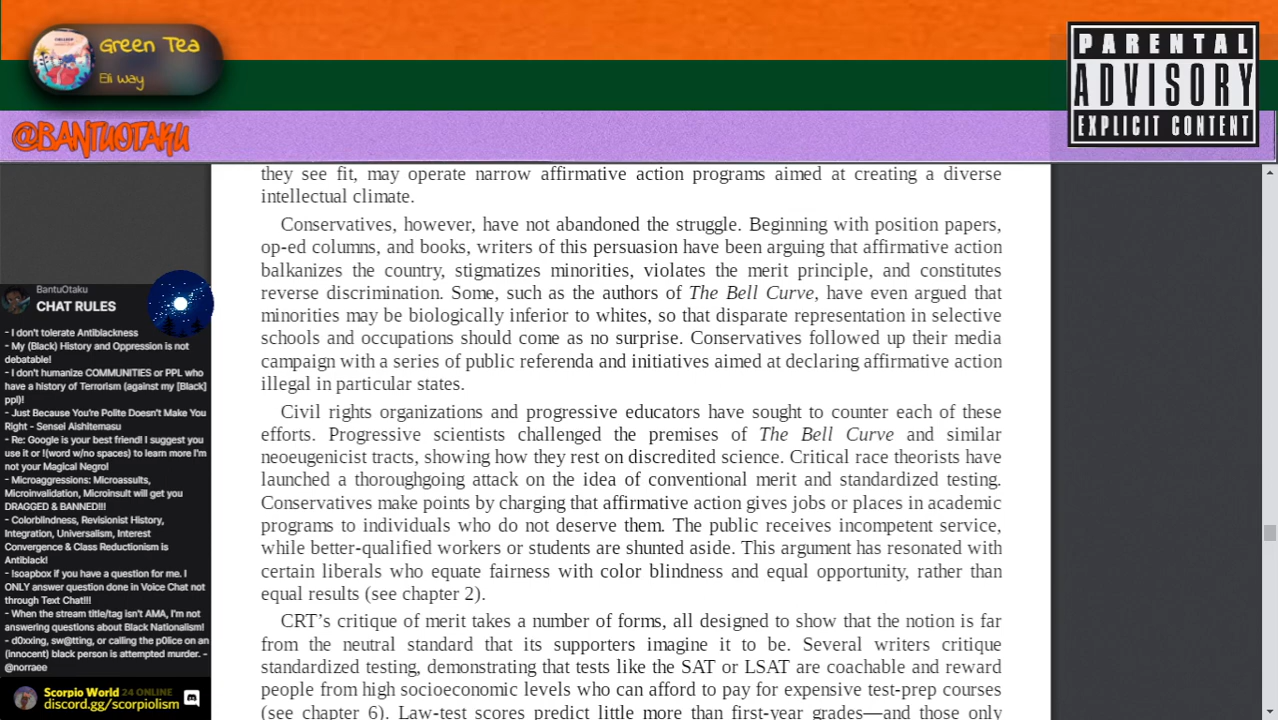 Green Tea
Eli Way
PARENTAL
ADVISORY
EXPLICIT CONTENT
@BANTUOTAKU
they see fit, may operate narrow affirmative action programs aimed at creating a diverse
intellectual climate.
Conservatives, however, have not abandoned the struggle. Beginning with position papers,
op-ed columns, and books, writers of this persuasion have been arguing that affirmative action
balkanizes the country, stigmatizes minorities, violates the merit principle, and constitutes
reverse discrimination. Some, such as the authors of The Bell Curve, have even argued that
minorities may be biologically inferior to whites, so that disparate representation in selective
schools and occupations should come as no surprise. Conservatives followed up their media
campaign with a series of public referenda and initiatives aimed at declaring affirmative action
illegal in particular states.
Civil rights organizations and progressive educators have sought to counter each of these
efforts. Progressive scientists challenged the premises of The Bell Curve and similar
neoeugenicist tracts, showing how they rest on discredited science. Critical race theorists have
launched a thoroughgoing attack on the idea of conventional merit and standardized testing.
Conservatives make points by charging that affirmative action gives jobs or places in academic
programs to individuals who do not deserve them. The public receives incompetent service,
while better-qualified workers or students are shunted aside. This argument has resonated with
certain liberals who equate fairness with color blindness and equal opportunity, rather than
equal results (see chapter 2).
CRT's critique of merit takes a number of forms, all designed to show that the notion is far
from the neutral standard that its supporters imagine it to be. Several writers critique
standardized testing, demonstrating that tests like the SAT or LSAT are coachable and reward
people from high socioeconomic levels who can afford to pay for expensive test-prep courses
(see chapter 6). Law-test scores predict little more than first-year grades—and those only
BantuOtaku
CHAT RULES
- I don't tolerate Antiblackness
- My (Black) History and Oppression is not
debatable!
- I don't humanize COMMUNITIES or PPL who
have a history of Terrorism (against my [Black]
ppl)!
- Just Because You're Polite Doesn't Make You
Right - Sensei Aishitemasu
- Re: Google is your best friend! I suggest you
use it or !(word w/no spaces) to learn more I'm
not your Magical Negro!
- Microaggressions: Microassults,
Microinvalidation, Microinsult will get you
DRAGGED & BANNED!!!
- Colorblindness, Revisionist History,
Integration, Universalism, Interest
Convergence & Class Reductionism is
Antiblack!
- !soapbox if you have a question for me. I
ONLY answer question done in Voice Chat not
through Text Chat!!!
- When the stream title/tag isn't AMA, I'm not
answering questions about Black Nationalism!
- d0xxing, sw@tting, or calling the p0lice on an
(innocent) black person is attempted murder. -
@norraee
Scorpio World 24 ONLINE
discord.gg/scorpiolism